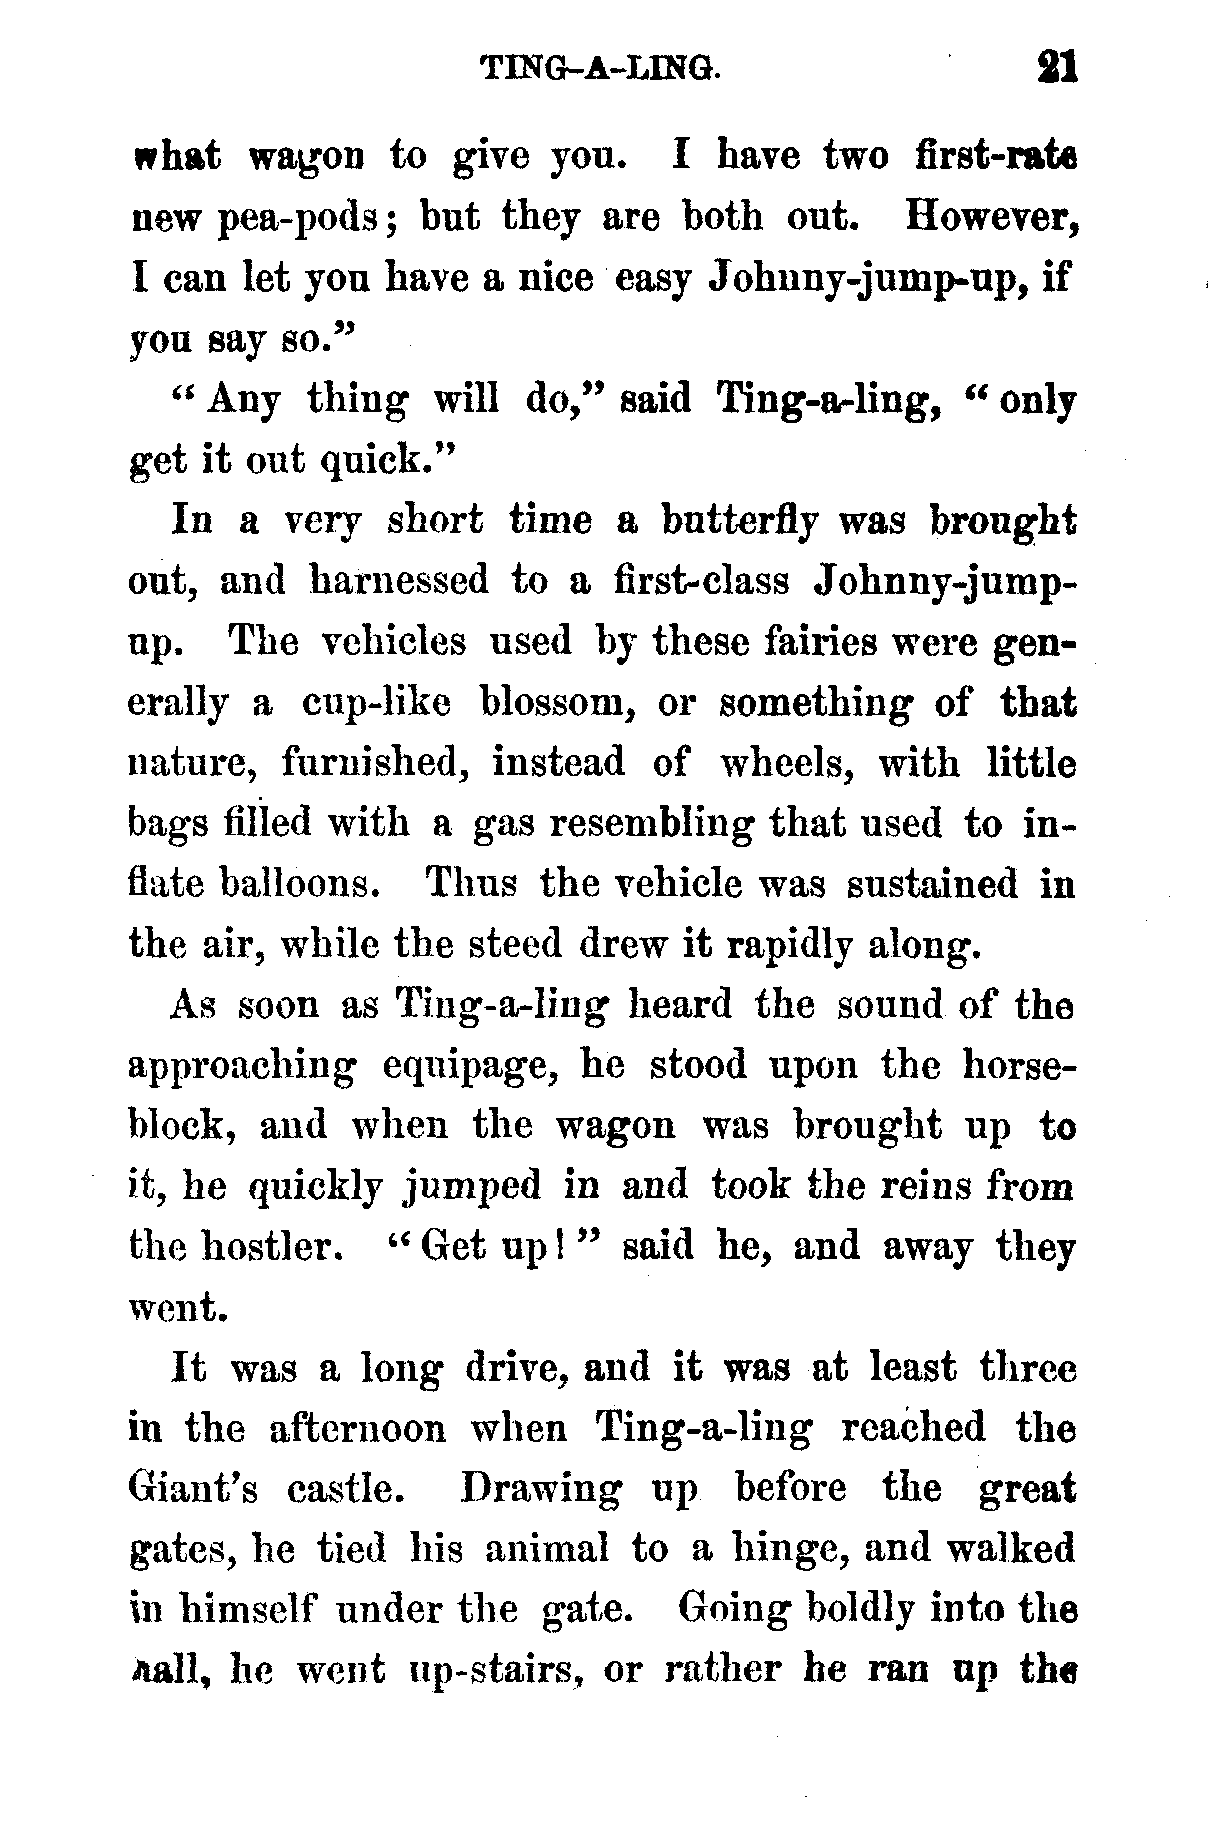 TING-A-LING. 21
what wagon to give you. I have two first-rate
new pea-pods; but they are both out. However,
I can let you have a nice easy Johnny-jump-up, if
you say so."
"Any thing will do," said Ting-a-ling, "only
get it out quick."
In a very short time a butterfly was brought
out, and harnessed to a first-class Johnny-jump-
up. The vehicles used by these fairies were gen-
erally a cup-like blossom, or something of that
nature, furnished, instead of wheels, with little
bags filled with a gas resembling that used to in-
flate balloons. Thus the vehicle was sustained in
the air, while the steed drew it rapidly along.
As soon as Ting-a-ling heard the sound of the
approaching equipage, he stood upon the horse-
block, and when the wagon was brought up to
it, he quickly jumped in and took the reins from
the hostler. "Get up!" said he, and away they
went.
It was a long drive, and it was at least three
in the afternoon when Ting-a-ling reached the
Giant's castle. Drawing up before the great
gates, he tied his animal to a hinge, and walked
in himself under the gate. Going boldly into the
hall, he went up-stairs, or rather he ran up the